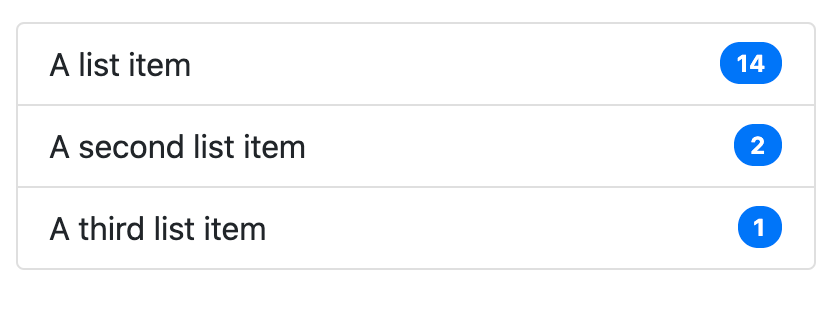 A list item 14
A second list item 2
A third list item 1